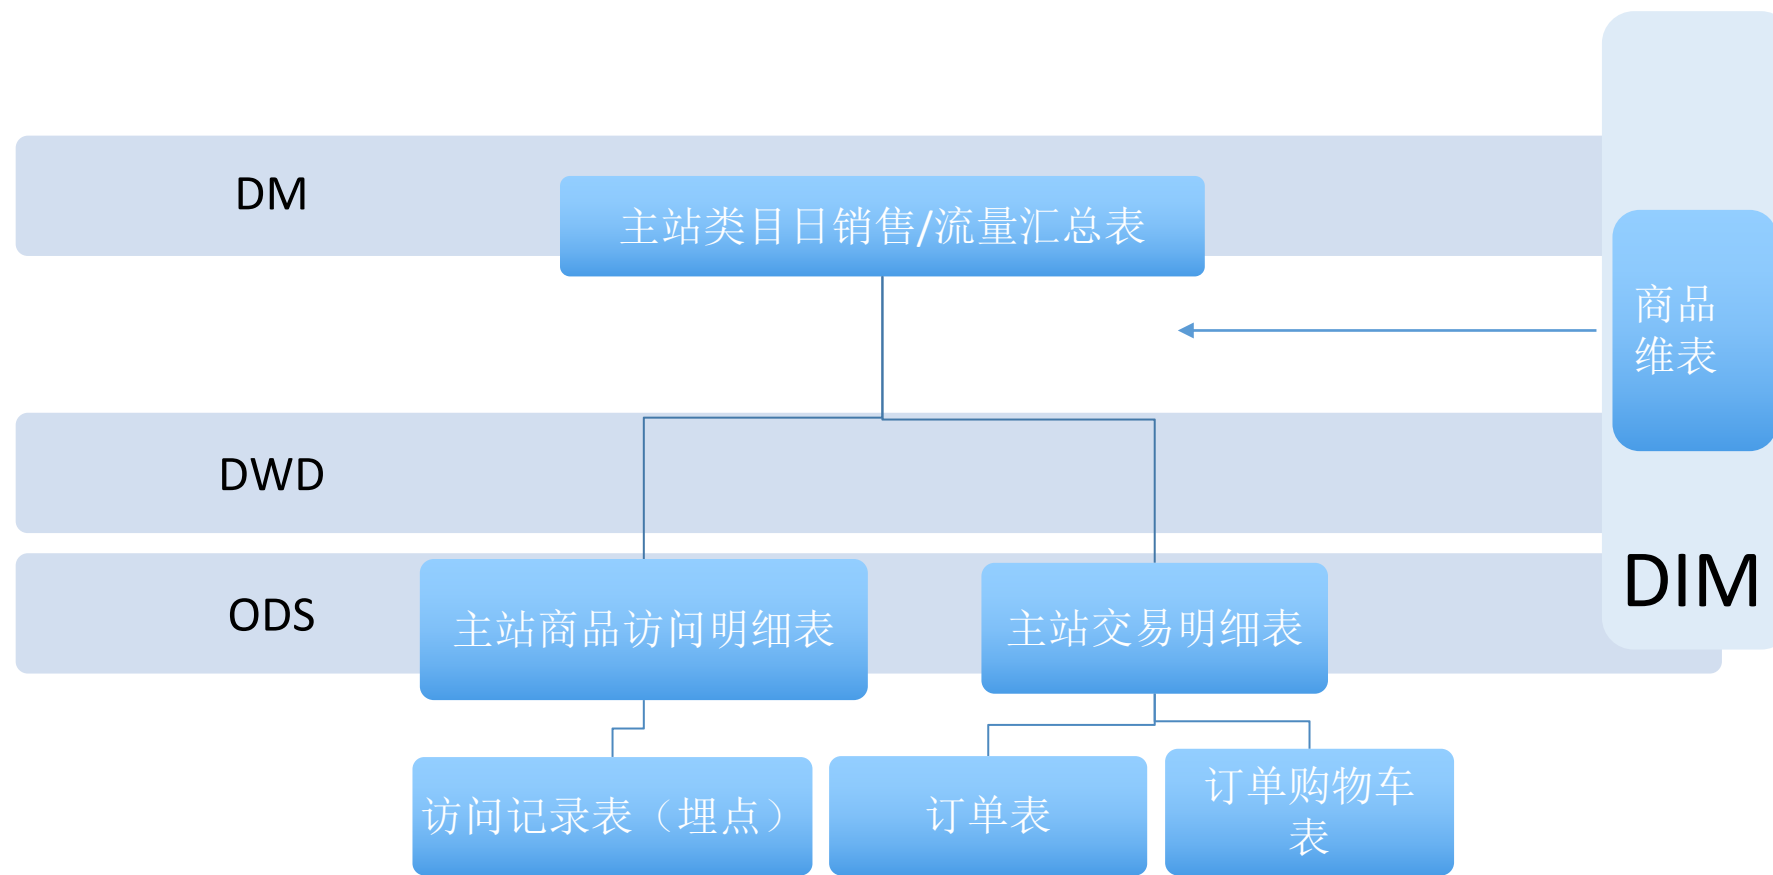 DM
主站类目日销售/流量汇总表
商品
维表
DWD
DIM
ODS
主站商品访问明细表
主站交易明细表
访问记录表（埋点）
订单表
订单购物车
表